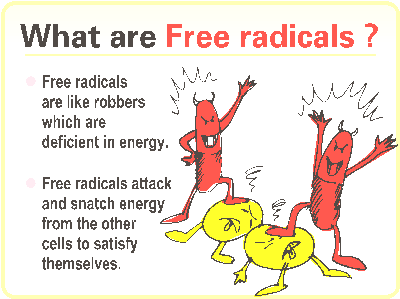 What are Free radicals ?
Free radicals
are like robbers
which are
deficient in energy.
Free radicals attack
and snatch energy
from the other
cells to satisfy
themselves.